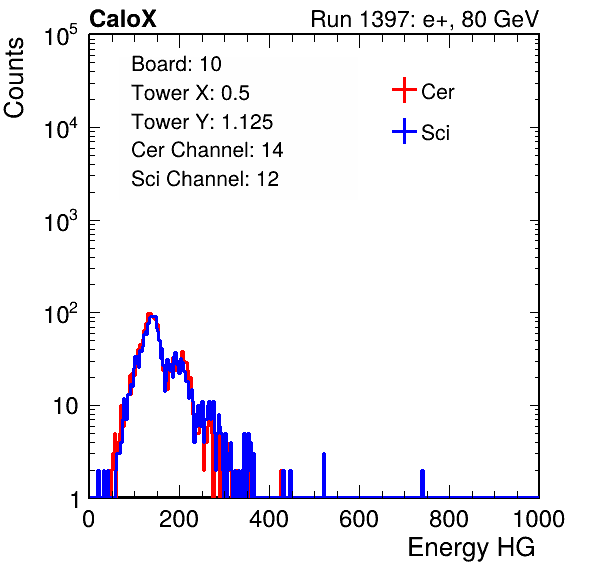 CaloX Run 1397: e+, 80 GeV
Board: 10
Tower X: 0.5
Tower Y: 1.125
Cer Channel: 14
Sci Channel: 12
Cer
Sci
Counts
10^5
10^4
10^3
10^2
10
1
0 200 400 600 800 1000
Energy HG